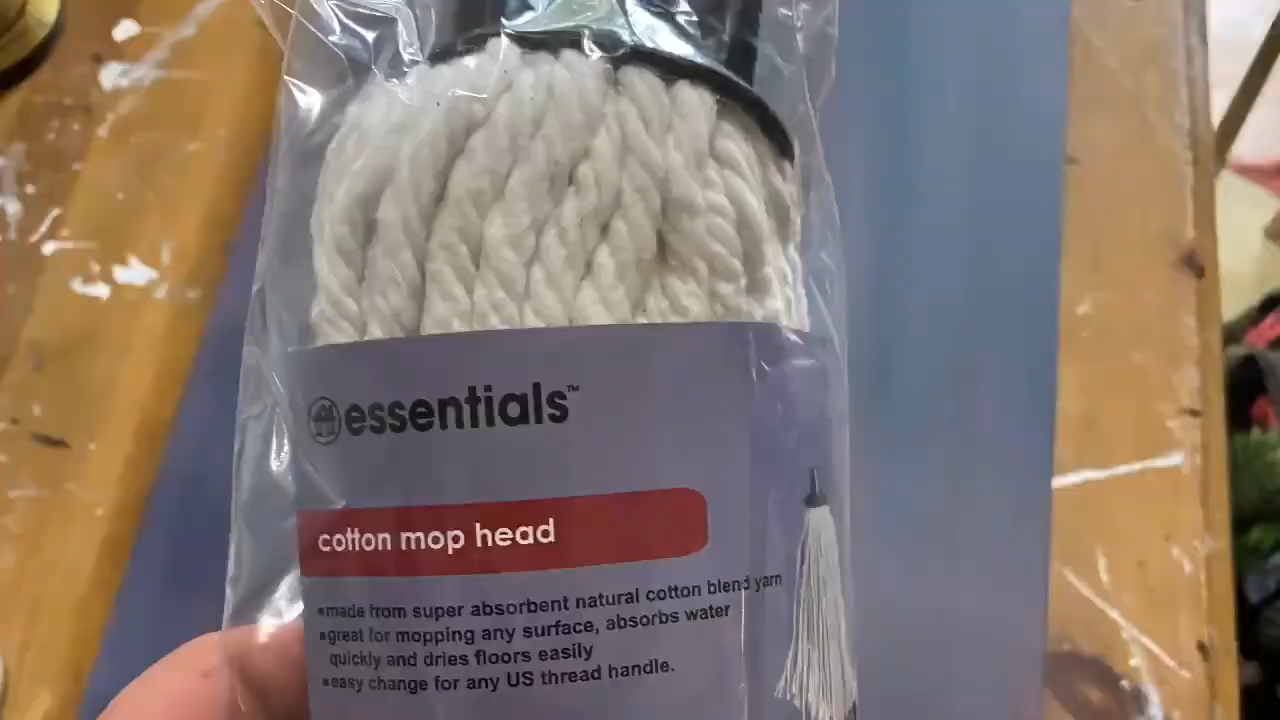 essentials™
cotton mop head
▪made from super absorbent natural cotton blend yarn
▪great for mopping any surface, absorbs water
quickly and dries floors easily
▪easy change for any US thread handle.